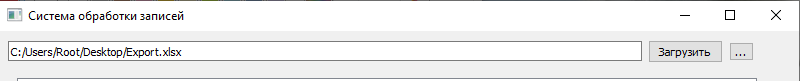 Система обработки записей
C:/Users/Root/Desktop/Export.xlsx
Загрузить
...